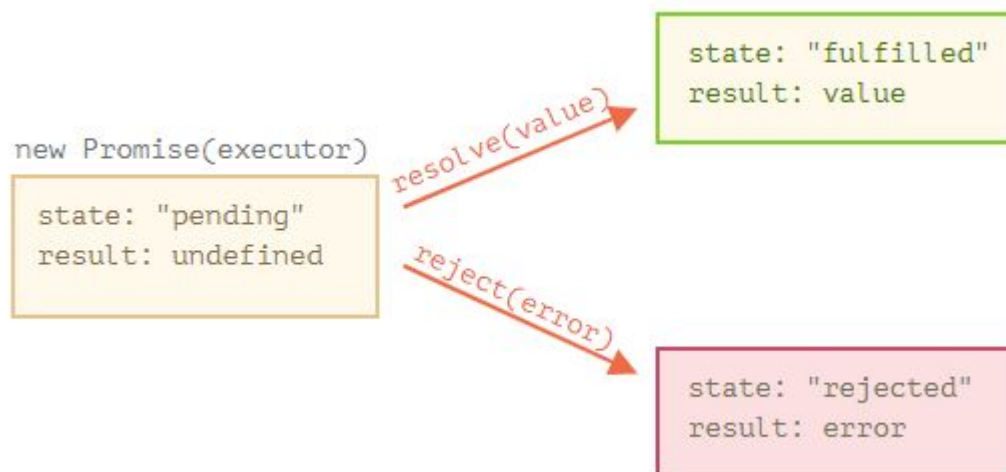 new Promise(executor)
state: "pending"
result: undefined
resolve(value)
reject(error)
state: "fulfilled"
result: value
state: "rejected"
result: error